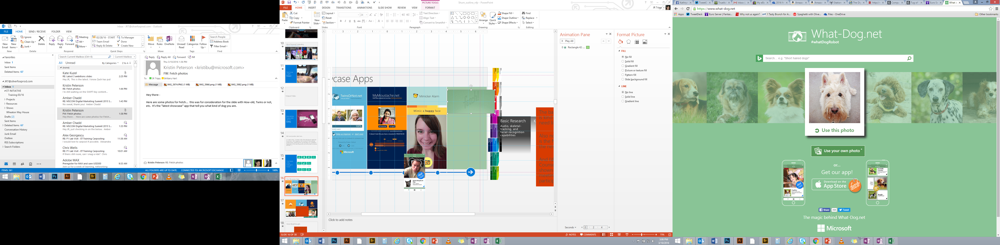 Inbox - JRT@silverfoxprod.com - Outlook
FILE
HOME
SEND / RECEIVE
FOLDER
VIEW
New Email
New Items
Ignore
Clean Up
Junk
Delete
Reply
Reply All
Forward
Meeting
IM
More
02/28/16 - START
Team Email
Reply & Delete
To Manager
Done
Create New
Move
Rules
OneNote
Unread/ Read
Categorize
Follow Up
Search People
Address Book
Filter Email
New
Delete
Respond
Quick Steps
Move
Tags
Find
Favorites
Inbox 1
Sent Items
Deleted Items 67
JRT@silverfoxprod.com
Inbox 1
ET INITIATIVE
Training 03/16
Projects
Resources
Shows
Wheaton Way House
Drafts [2]
Sent Items
Deleted Items 67
Conversation History
Junk Email
Outbox
RSS Subscriptions
Search Folders
Search Current Mailbox (Ctrl+E)
Current Mailbox
All Unread
By Categories
Z to A
(none)
Kate Kuzel
RE: Latest 3 ambitions slides 2:25 PM
Hey JR, This is the latest. I know Zach has put
Kristin Peterson
RE: Fetch photos 1:44 PM
I'm still waiting on the SWIFT Key content...
Amber Chadd
RE: MSCOM Digital Marketing Summit 2015 S... 1:43 PM
No sweat, thank you! Amber Chadd
Kristin Peterson
FW: Fetch photos 1:38 PM
Hey there - Here are some photos for Fetch...
Amber Chadd
RE: MSCOM Digital Marketing Summit 2015 S... 1:33 PM
Hey JR, just checking in on the below. Amber
Alex Georgescu
RE: F1 Lab Visit - ET Training Carpooling 11:38 AM
I would love to carpool if possible. Alexandra
Chris Wells
RE: F1 Lab Visit - ET Training Carpooling 10:01 AM
If theirs still room, can I snag a ride? Chris
Adobe MAX
Preregister for MAX and save US$500 9:33 AM
Join us for a week of learning, networking
Reply Reply All Forward IM
Thu 3/10/2016 1:36 PM
Kristin Peterson <kristibu@microsoft.com>
FW: Fetch photos
To JR Tripp; Brittany Hart
Message
IMG_5974.PNG (1 MB)
IMG_5966.png (1 MB)
IMG_5982.png (1 MB)
Hey there -
Here are some photos for Fetch... this was for consideration for the slide with How-old, Twins or not,
etc. It's the "latest showcase" app that tell you what kind of dog you are.
Kristin Peterson RE: Fetch photos
ITEMS: 361
ALL FOLDERS ARE UP TO DATE.
CONNECTED TO: MICROSOFT EXCHANGE
100%
Shum_outline_v4jr - PowerPoint
PICTURE TOOLS
FILE
HOME
INSERT
DESIGN
TRANSITIONS
ANIMATIONS
SLIDE SHOW
REVIEW
VIEW
FORMAT
JR Tripp
Paste
Cut
Copy
Format Painter
New Slide
Layout
Reset
Section
24
Text Direction
Align Text
Convert to SmartArt
Arrange
Quick Styles
Shape Fill
Shape Outline
Shape Effects
Find
Replace
Select
Clipboard
Slides
Font
Paragraph
Drawing
Editing
10
11
12
13
14
15
16
17
18
case Apps
TwinsOrNot.net
100%
Help us improve or start over
Microsoft
MyMoustache.net
Mimicker Alarm
Mimic a happy face
fetch!
Dutch Shepherd Dog
Basic Research
Audio, skeletal-
tracking, and
facial-recognition
capabilities
Click to add notes
Animation Pane
Play All
0 Rectangle 42: ...
Seconds
0 2 4
Format Picture
FILL
No fill
Solid fill
Gradient fill
Picture or texture fill
Pattern fill
Slide background fill
LINE
No line
Solid line
Gradient line
SLIDE 16 OF 38
NOTES
COMMENTS
75%
3:06 PM
3/10/2016
https://www.what-dog.net
Apps
TweetDeck
Euro Server | Fantas...
Why not us again?
1 Tasty Brunch for A...
Spaghetti with Olive...
Files - OneDrive
Other bookmarks
What-Dog.net
#whatDogRobot
Search... e.g. "Short haired dogs"
Use this photo
Use your own photo *
or...
Get our app!
Download on the
App Store
fetch!
Papillon
Norfolk Terrier
Beagle
Share
35K
Tweet
The magic behind What-Dog.net
Microsoft